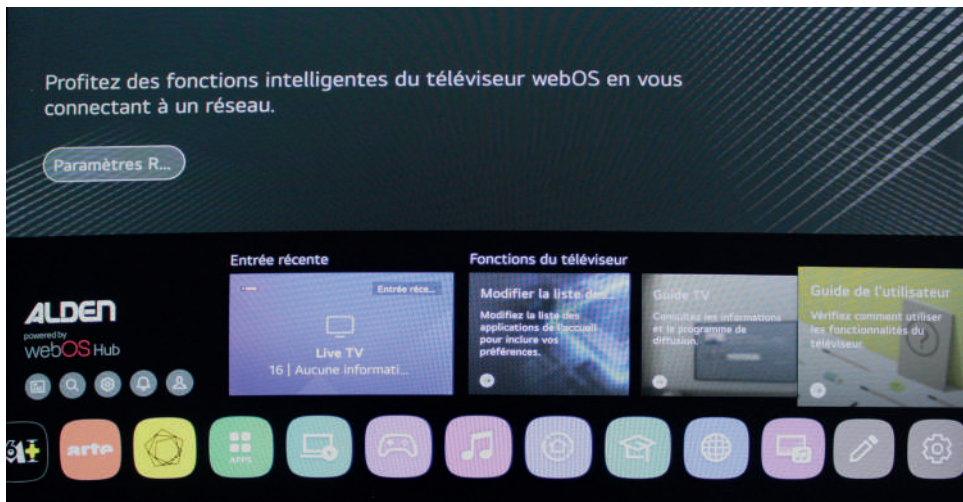 Profitez des fonctions intelligentes du téléviseur webOS en vous
connectant à un réseau.
Paramètres R...
Entrée récente
Fonctions du téléviseur
ALDEN
powered by
webOS Hub
Entrée réce...
Live TV
16 | Aucune informati...
Modifier la liste des...
Modifiez la liste des
applications de l'accueil
pour inclure vos
préférences.
Guide TV
Consultez les informations
et le programme de
diffusion.
Guide de l'utilisateur
Vérifiez comment utiliser
les fonctionnalités du
téléviseur.
arte
APPS